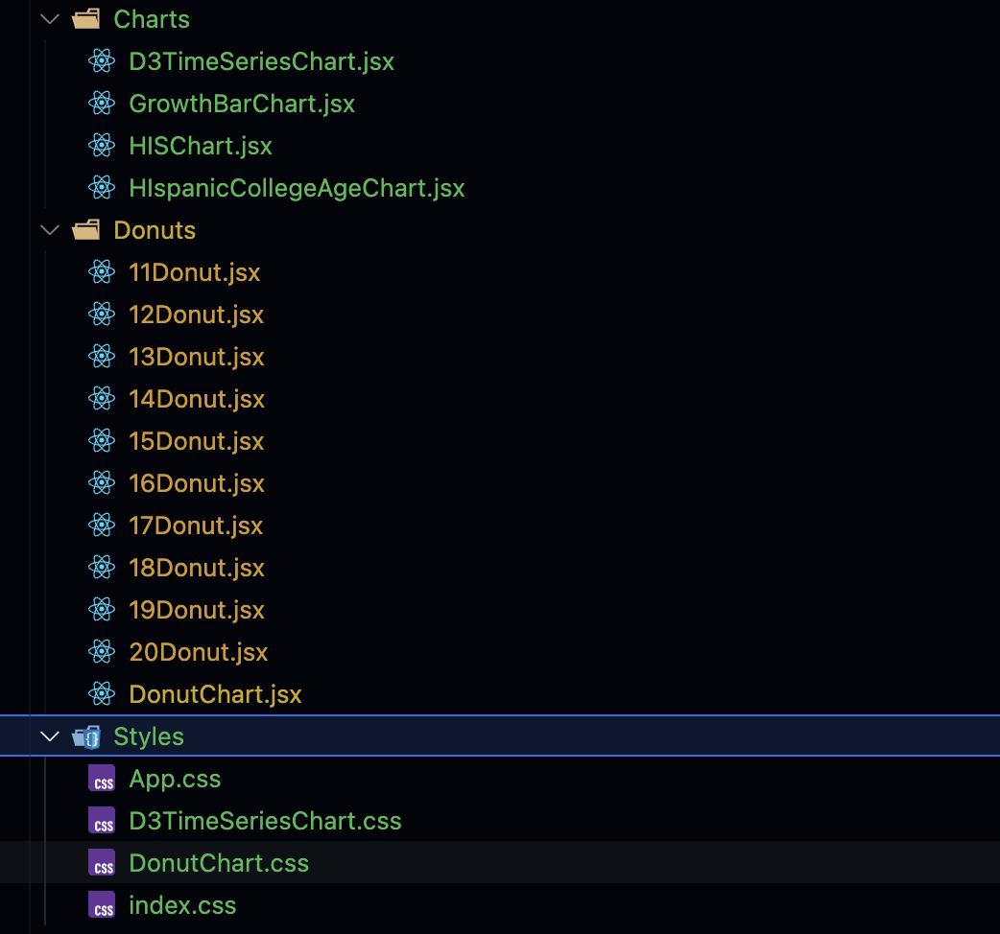 Charts
D3TimeSeriesChart.jsx
GrowthBarChart.jsx
HISChart.jsx
HIspanicCollegeAgeChart.jsx
Donuts
11Donut.jsx
12Donut.jsx
13Donut.jsx
14Donut.jsx
15Donut.jsx
16Donut.jsx
17Donut.jsx
18Donut.jsx
19Donut.jsx
20Donut.jsx
DonutChart.jsx
{} Styles
css App.css
css D3TimeSeriesChart.css
css DonutChart.css
css index.css